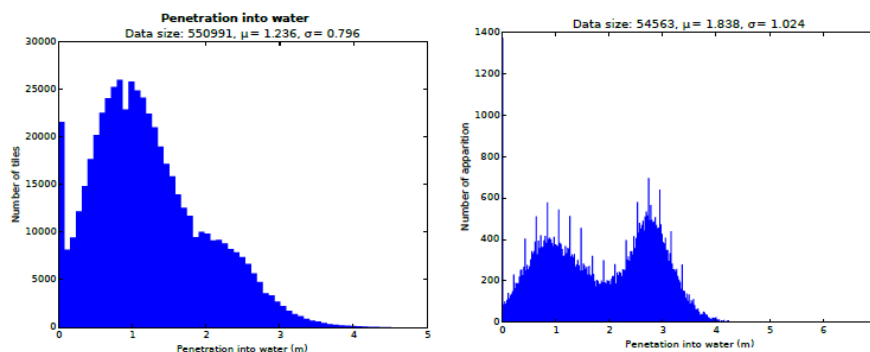 Penetration into water
Data size: 550991, μ= 1.236, σ= 0.796
30000
25000
20000
15000
10000
5000
0
Number of tiles
0 1 2 3 4 5
Penetration into water (m)
Data size: 54563, μ= 1.838, σ= 1.024
1400
1200
1000
800
600
400
200
0
Number of apparition
0 1 2 3 4 5 6
Penetation into water (m)